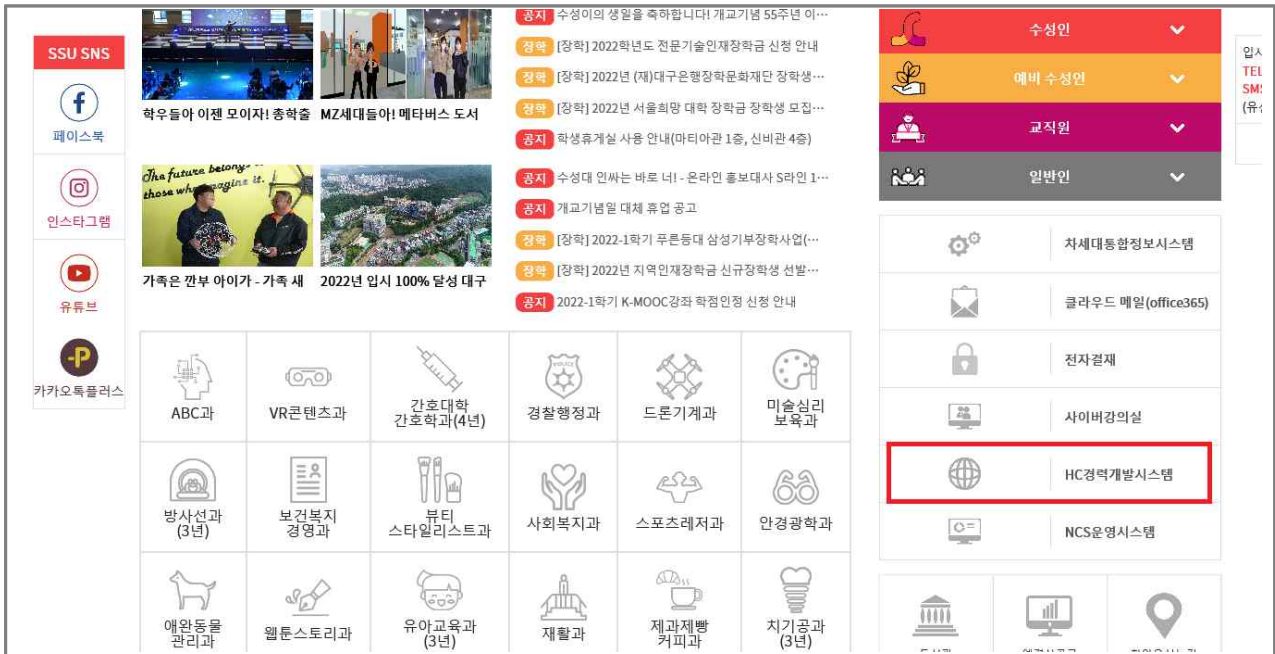 SSU SNS
페이스북
인스타그램
유튜브
카카오톡플러스
학우들아 이젠 모이자! 총학출
MZ세대들아! 메타버스 도서
The future belongs to
those who imagine it.
가족은 깐부 아이가 - 가족 새
2022년 입시 100% 달성 대구
공지 수성이의 생일을 축하합니다! 개교기념 55주년 이…
장학 [장학] 2022학년도 전문기술인재장학금 신청 안내
장학 [장학] 2022년 (재)대구은행장학문화재단 장학생…
장학 [장학] 2022년 서울희망 대학 장학금 장학생 모집…
공지 학생휴게실 사용 안내(마티아관 1층, 신비관 4층)
공지 수성대 인싸는 바로 너! - 온라인 홍보대사 S라인 1…
공지 개교기념일 대체 휴업 공고
장학 [장학] 2022-1학기 푸른등대 삼성기부장학사업(…
장학 [장학] 2022년 지역인재장학금 신규장학생 선발…
공지 2022-1학기 K-MOOC강좌 학점인정 신청 안내
ABC과
VR콘텐츠과
간호대학
간호학과(4년)
POLICE
경찰행정과
드론기계과
미술심리
보육과
방사선과
(3년)
보건복지
경영과
뷰티
스타일리스트과
사회복지과
스포츠레저과
안경광학과
애완동물
관리과
웹툰스토리과
유아교육과
(3년)
재활과
제과제빵
커피과
치기공과
(3년)
수성인
예비 수성인
교직원
일반인
차세대통합정보시스템
클라우드 메일(office365)
전자결재
사이버강의실
HC경력개발시스템
NCS운영시스템
TEL
SMS